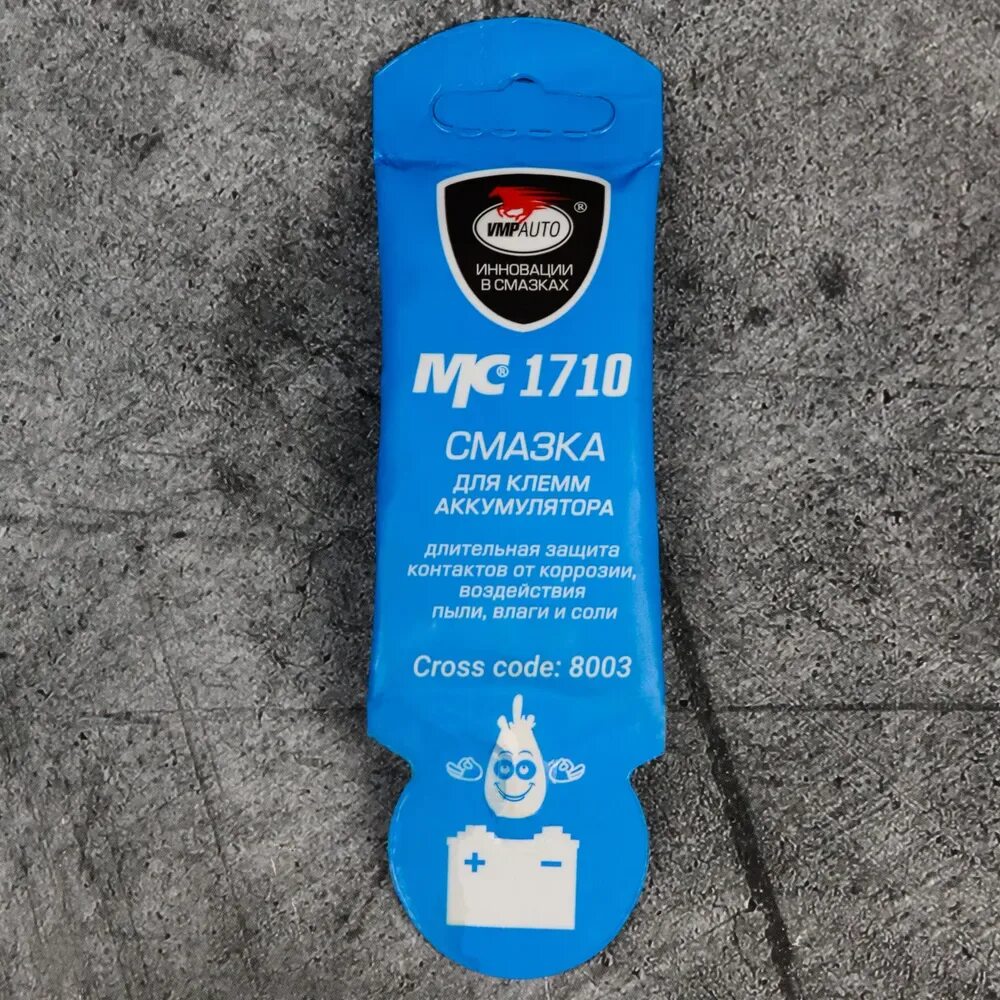 VMPAUTO ®
ИННОВАЦИИ
В СМАЗКАХ
МС® 1710
СМАЗКА
ДЛЯ КЛЕММ
АККУМУЛЯТОРА
ДЛИТЕЛЬНАЯ ЗАЩИТА
КОНТАКТОВ ОТ КОРРОЗИИ,
ВОЗДЕЙСТВИЯ
ПЫЛИ, ВЛАГИ И СОЛИ
Cross code: 8003
+ −